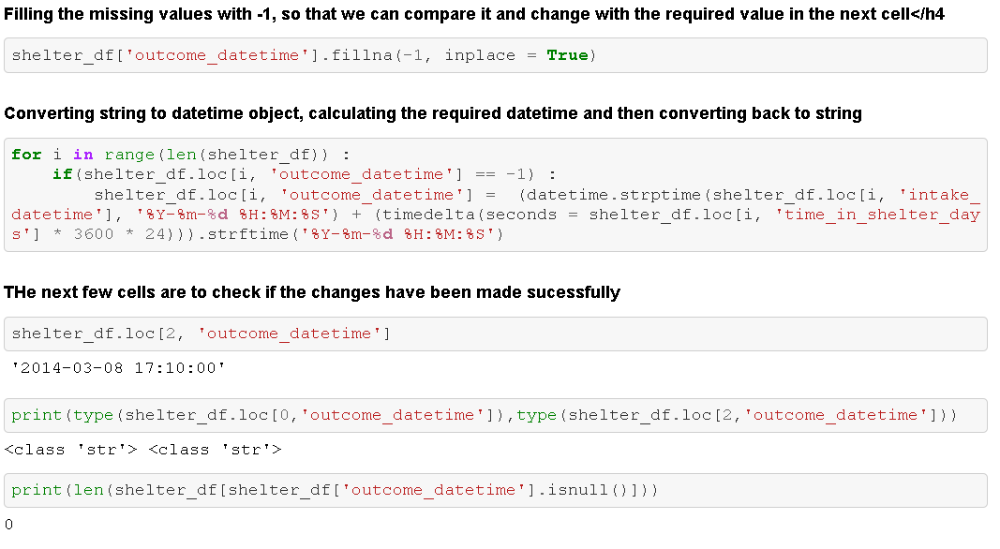 Filling the missing values with -1, so that we can compare it and change with the required value in the next cell</h4
shelter_df['outcome_datetime'].fillna(-1, inplace = True)
Converting string to datetime object, calculating the required datetime and then converting back to string
for i in range(len(shelter_df)) :
    if(shelter_df.loc[i, 'outcome_datetime'] == -1) :
        shelter_df.loc[i, 'outcome_datetime'] =  (datetime.strptime(shelter_df.loc[i, 'intake_
datetime'], '%Y-%m-%d %H:%M:%S') + (timedelta(seconds = shelter_df.loc[i, 'time_in_shelter_day
s'] * 3600 * 24))).strftime('%Y-%m-%d %H:%M:%S')
THe next few cells are to check if the changes have been made sucessfully
shelter_df.loc[2, 'outcome_datetime']
'2014-03-08 17:10:00'
print(type(shelter_df.loc[0,'outcome_datetime']),type(shelter_df.loc[2,'outcome_datetime']))
<class 'str'> <class 'str'>
print(len(shelter_df[shelter_df['outcome_datetime'].isnull()]))
0